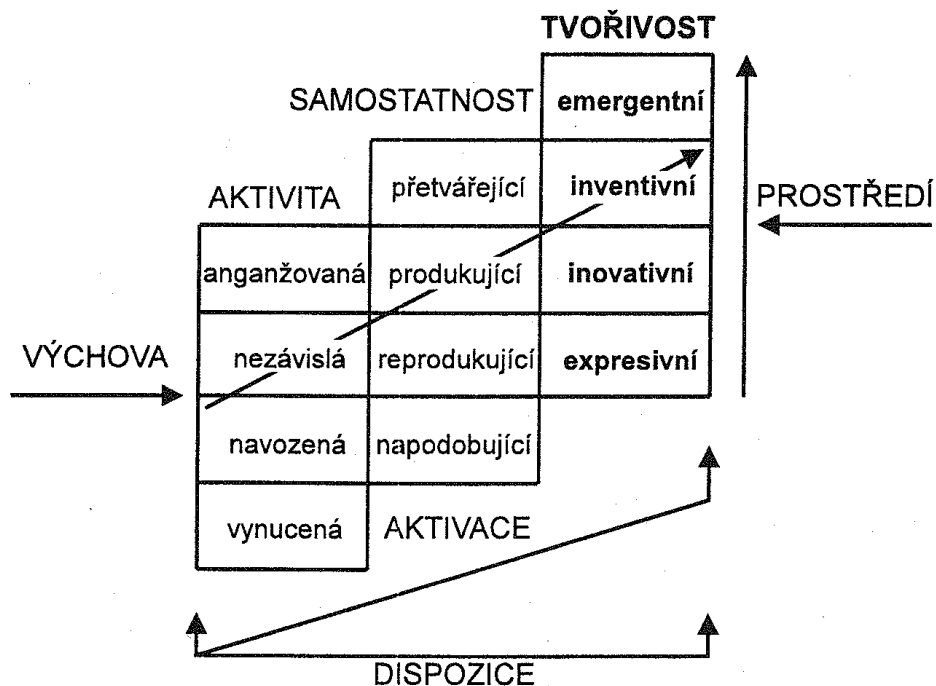 TVOŘIVOST
SAMOSTATNOST emergentní
AKTIVITA přetvářející inventivní PROSTŘEDÍ
anganžovaná produkující inovativní
VÝCHOVA nezávislá reprodukující expresivní
navozená napodobující
vynucená AKTIVACE
DISPOZICE